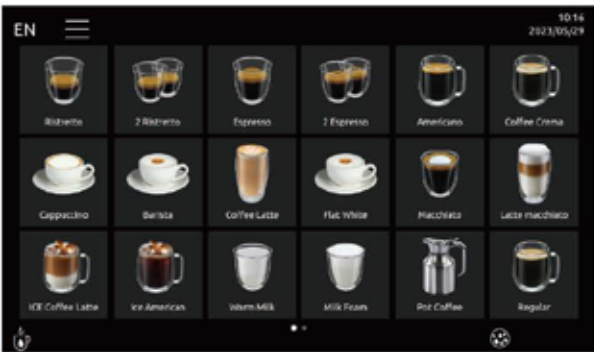 EN
10:16
2023/05/29
Ristretto
2 Ristretto
Espresso
2 Espresso
Americano
Coffee Crema
Cappuccino
Barista
Coffee Latte
Flat White
Macchiato
Latte macchiato
ICE Coffee Latte
Ice American
Warm Milk
Milk Foam
Pot Coffee
Regular